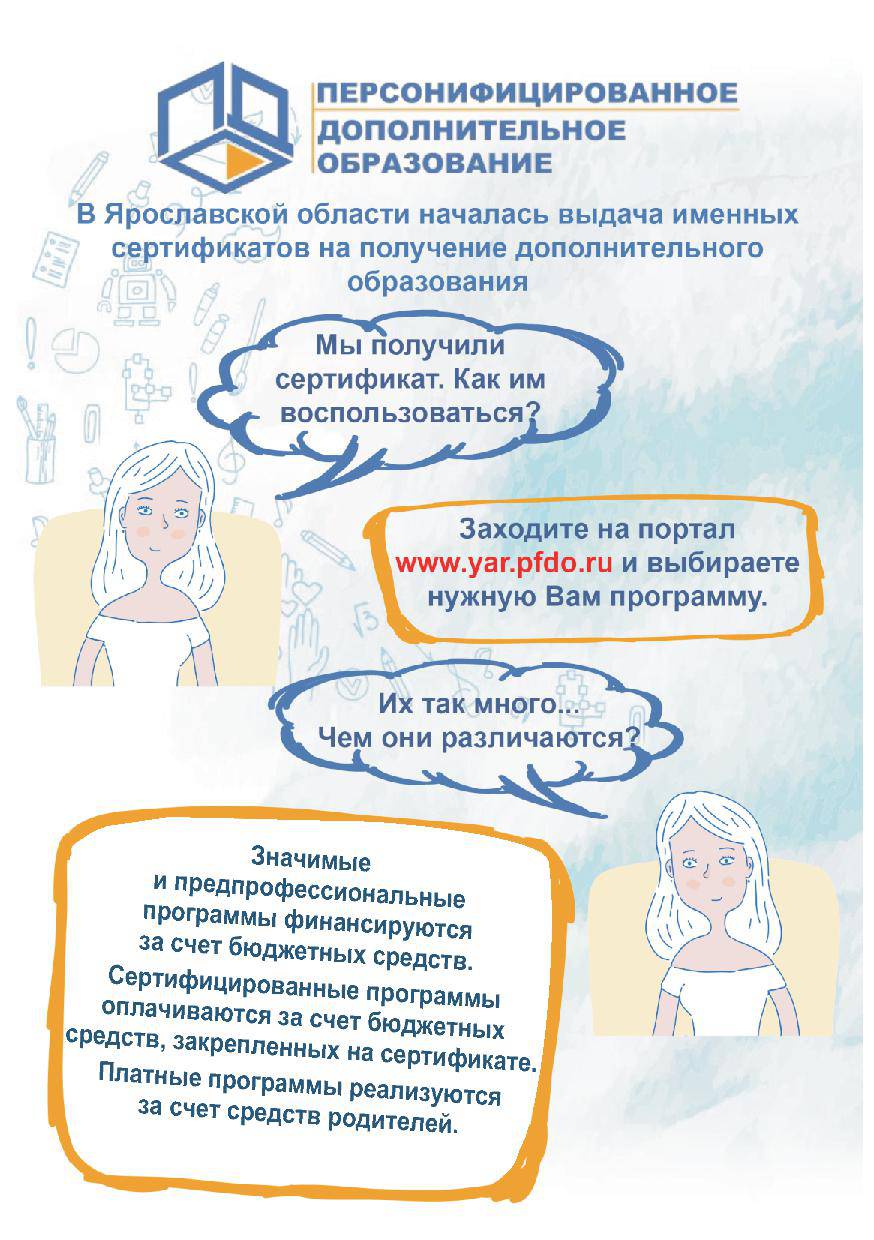 ПЕРСОНИФИЦИРОВАННОЕ
ДОПОЛНИТЕЛЬНОЕ
ОБРАЗОВАНИЕ
В Ярославской области началась выдача именных
сертификатов на получение дополнительного
образования
Мы получили
сертификат. Как им
воспользоваться?
Заходите на портал
www.yar.pfdo.ru и выбираете
нужную Вам программу.
Их так много...
Чем они различаются?
Значимые
и предпрофессиональные
программы финансируются
за счет бюджетных средств.
Сертифицированные программы
оплачиваются за счет бюджетных
средств, закрепленных на сертификате.
Платные программы реализуются
за счет средств родителей.